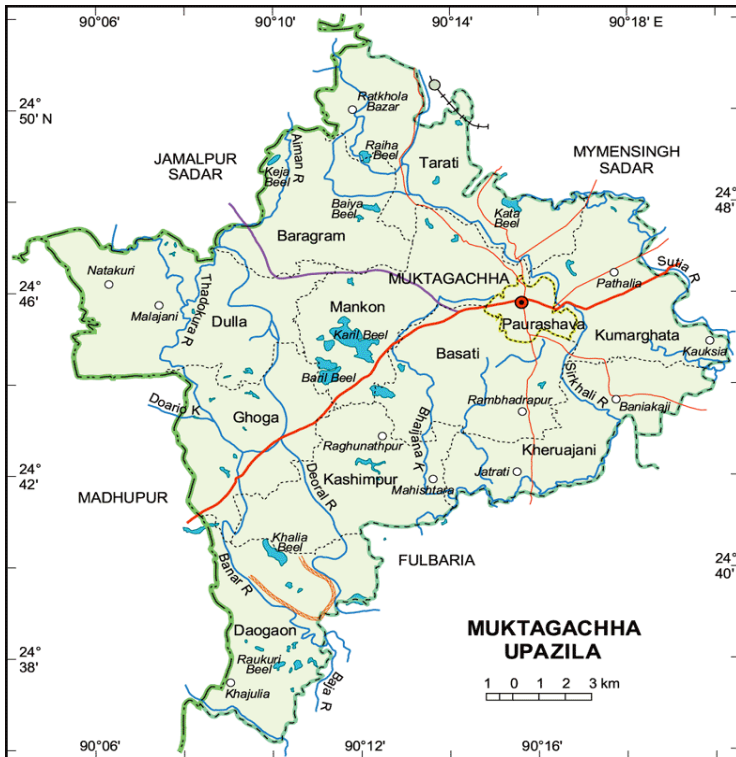 90°06' 90°10' 90°14' 90°18' E
24°
50' N
Ratkhola
Bazar
Raiha
Beel
Aiman R
Keja
Beel
JAMALPUR
SADAR
Tarati
MYMENSINGH
SADAR
24°
48'
Baiya
Beel
Kata
Beel
Baragram
Natakuri
24°
46'
Malajani
Thadokura R
Dulla
MUKTAGACHHA
Mankon
Karil Beel
Baril Beel
Paurashava
Pathalia
Sutia R
Kumarghata
Kauksia
Basati
Sirkhali R
Baniakaji
Rambhadrapur
Doario K
Ghoga
Raghunathpur
Bhaijana K
Kheruajani
24°
42'
Deoral R
Kashimpur
Mahishtara
Jatrati
MADHUPUR
Khalia
Beel
Banar R
FULBARIA
24°
40'
Daogaon
Raukuri
Beel
24°
38'
Khajulia
Baja R
MUKTAGACHHA
UPAZILA
1 0 1 2 3 km
90°06' 90°10' 90°12' 90°16'